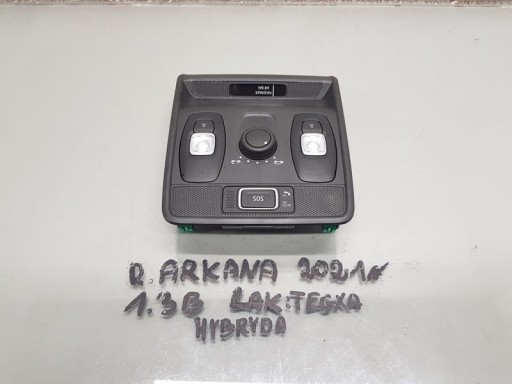 SOS
R. ARKANA 2021r
1.3B LAK:TEGXA
HYBRYDA